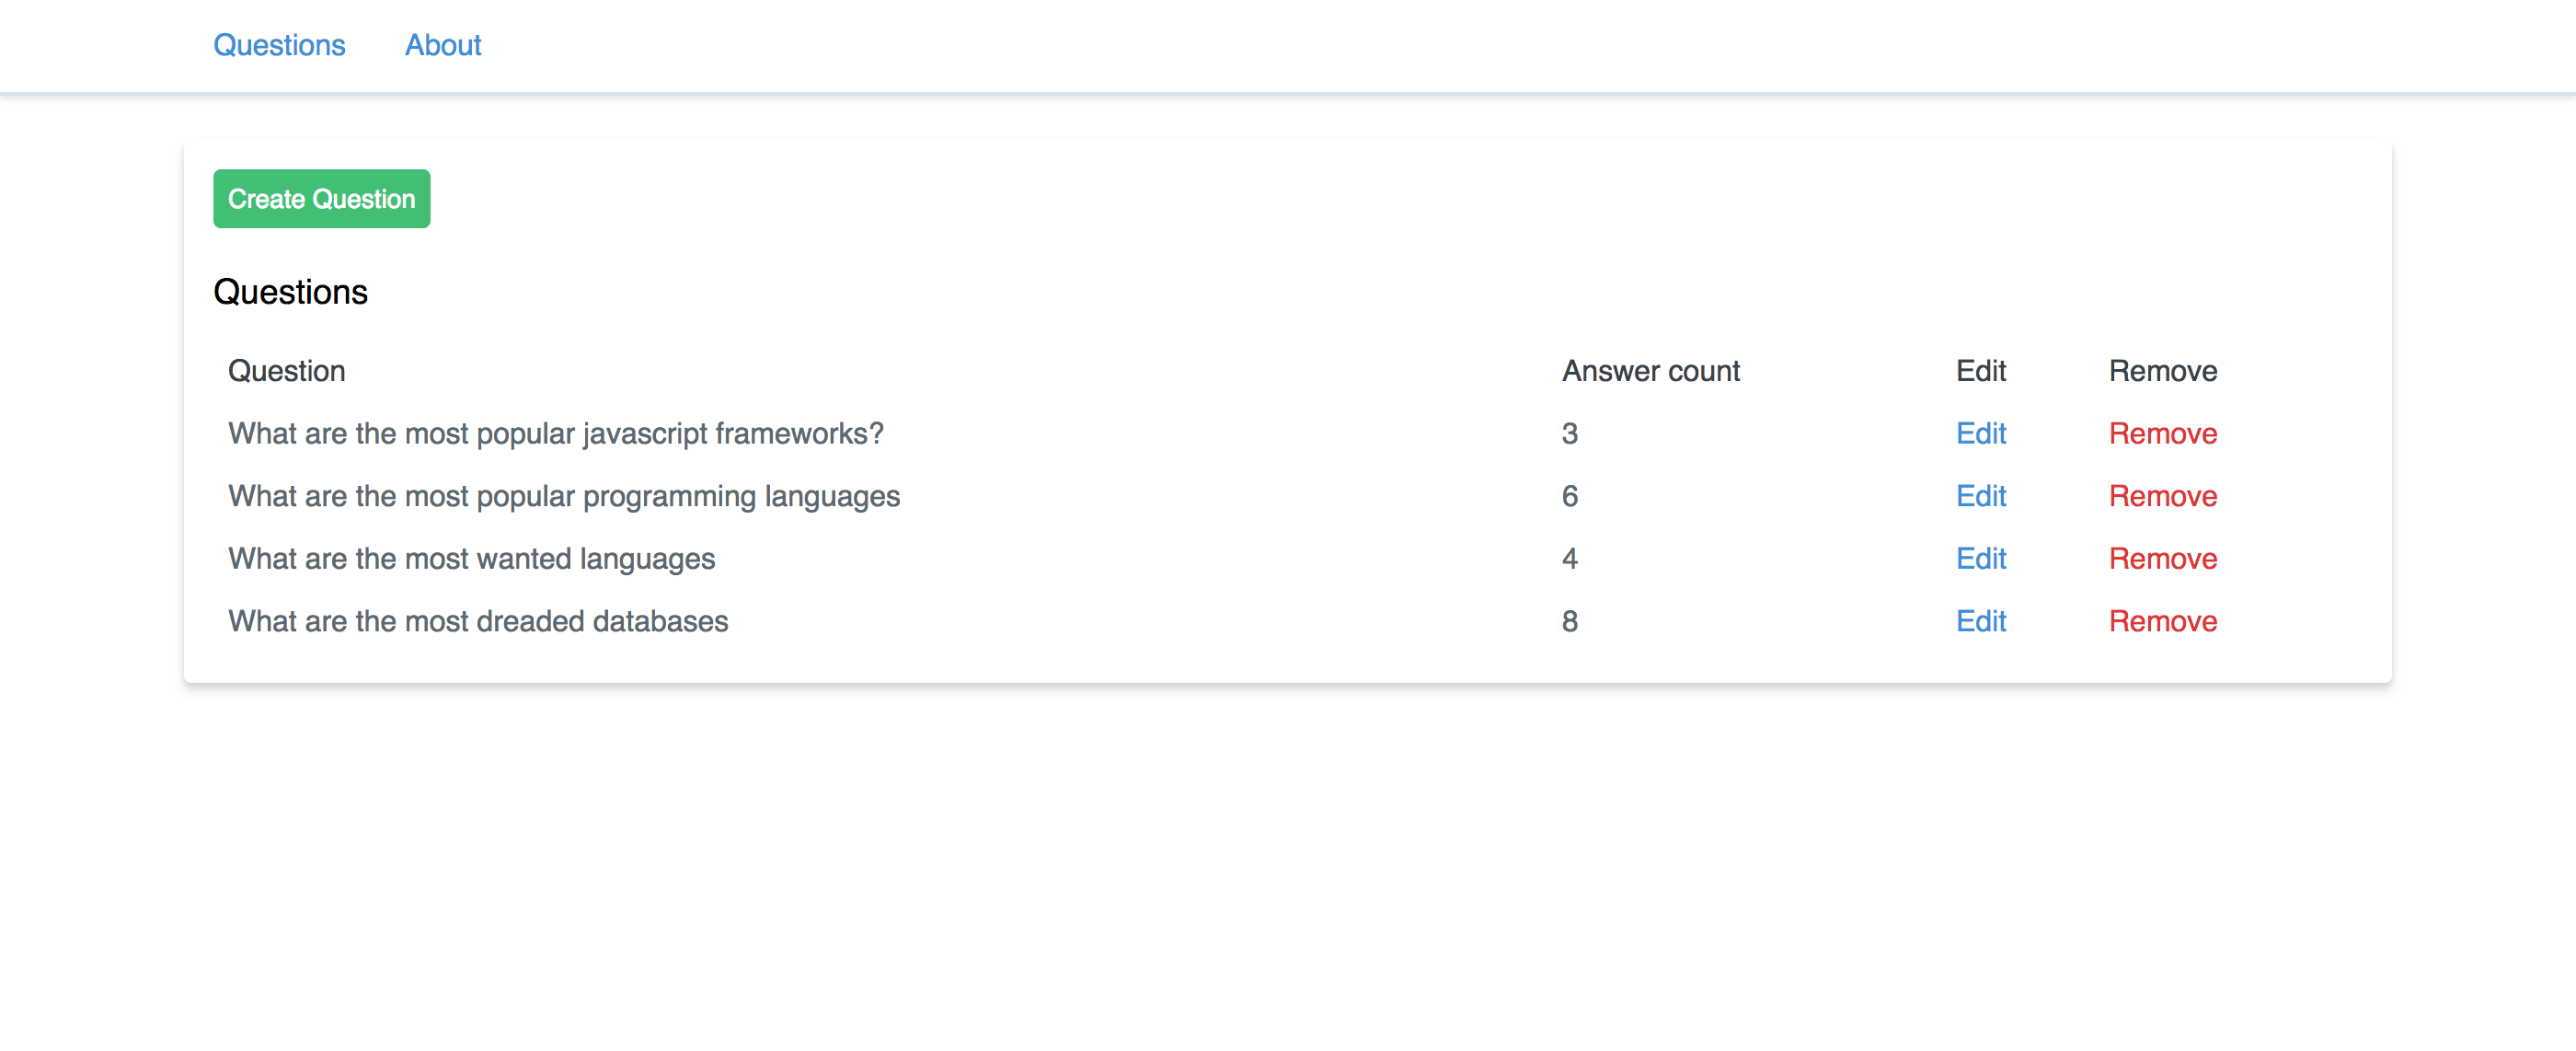 Questions About
Create Question
Questions
Question Answer count Edit Remove
What are the most popular javascript frameworks? 3 Edit Remove
What are the most popular programming languages 6 Edit Remove
What are the most wanted languages 4 Edit Remove
What are the most dreaded databases 8 Edit Remove